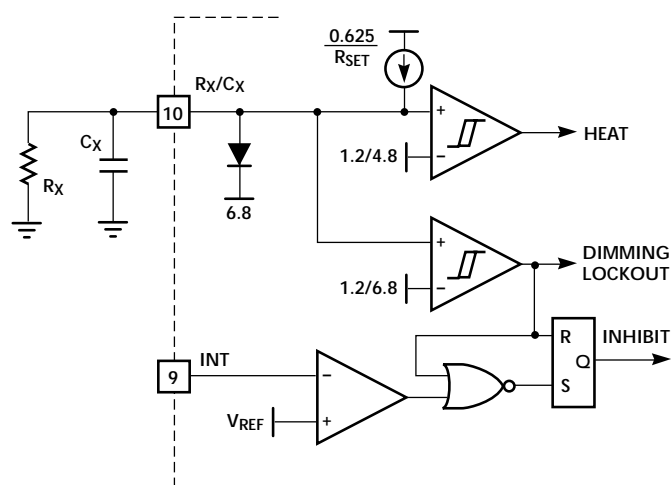 0.625
RSET
RX/CX
10
+
HEAT
CX
1.2/4.8
−
RX
6.8
+
DIMMING
LOCKOUT
1.2/6.8
−
R
INHIBIT
INT
9
−
Q
S
VREF
+